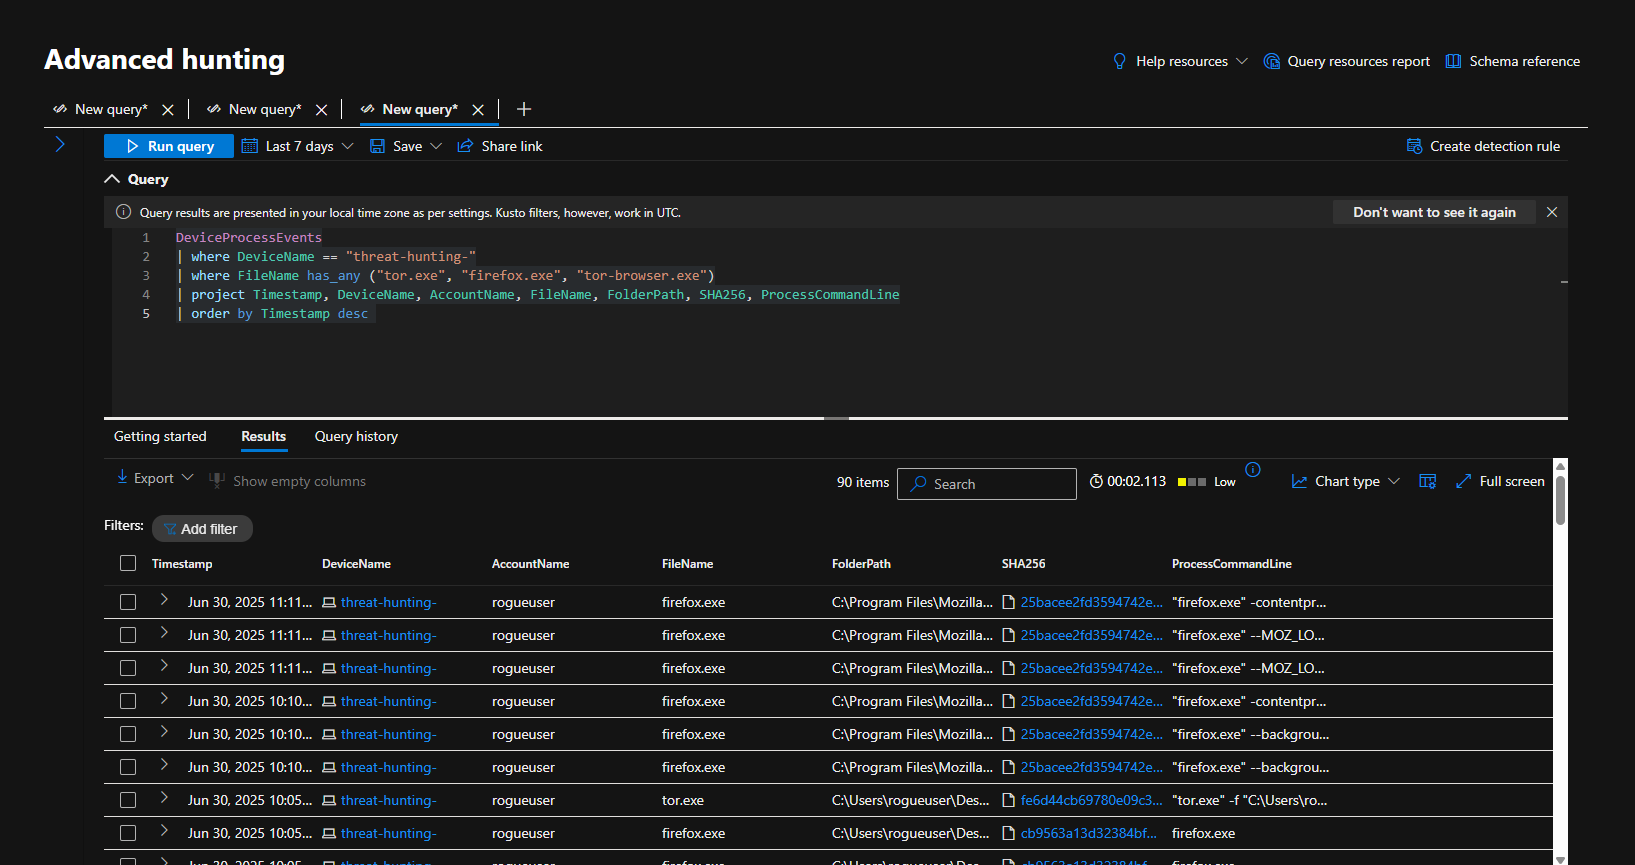 Advanced hunting
Help resources
Query resources report
Schema reference
New query*
New query*
New query*
Run query
Last 7 days
Save
Share link
Create detection rule
Query
Query results are presented in your local time zone as per settings. Kusto filters, however, work in UTC.
Don't want to see it again
1 DeviceProcessEvents
2 | where DeviceName == "threat-hunting-"
3 | where FileName has_any ("tor.exe", "firefox.exe", "tor-browser.exe")
4 | project Timestamp, DeviceName, AccountName, FileName, FolderPath, SHA256, ProcessCommandLine
5 | order by Timestamp desc
Getting started
Results
Query history
Export
Show empty columns
90 items
Search
00:02.113
Low
Chart type
Full screen
Filters:
Add filter
Timestamp DeviceName AccountName FileName FolderPath SHA256 ProcessCommandLine
Jun 30, 2025 11:11... threat-hunting- rogueuser firefox.exe C:\Program Files\Mozilla... 25bacee2fd3594742e... "firefox.exe" -contentpr...
Jun 30, 2025 11:11... threat-hunting- rogueuser firefox.exe C:\Program Files\Mozilla... 25bacee2fd3594742e... "firefox.exe" --MOZ_LO...
Jun 30, 2025 11:11... threat-hunting- rogueuser firefox.exe C:\Program Files\Mozilla... 25bacee2fd3594742e... "firefox.exe" --MOZ_LO...
Jun 30, 2025 10:10... threat-hunting- rogueuser firefox.exe C:\Program Files\Mozilla... 25bacee2fd3594742e... "firefox.exe" -contentpr...
Jun 30, 2025 10:10... threat-hunting- rogueuser firefox.exe C:\Program Files\Mozilla... 25bacee2fd3594742e... "firefox.exe" --backgrou...
Jun 30, 2025 10:10... threat-hunting- rogueuser firefox.exe C:\Program Files\Mozilla... 25bacee2fd3594742e... "firefox.exe" --backgrou...
Jun 30, 2025 10:05... threat-hunting- rogueuser tor.exe C:\Users\rogueuser\Des... fe6d44cb69780e09c3... "tor.exe" -f "C:\Users\ro...
Jun 30, 2025 10:05... threat-hunting- rogueuser firefox.exe C:\Users\rogueuser\Des... cb9563a13d32384bf... firefox.exe